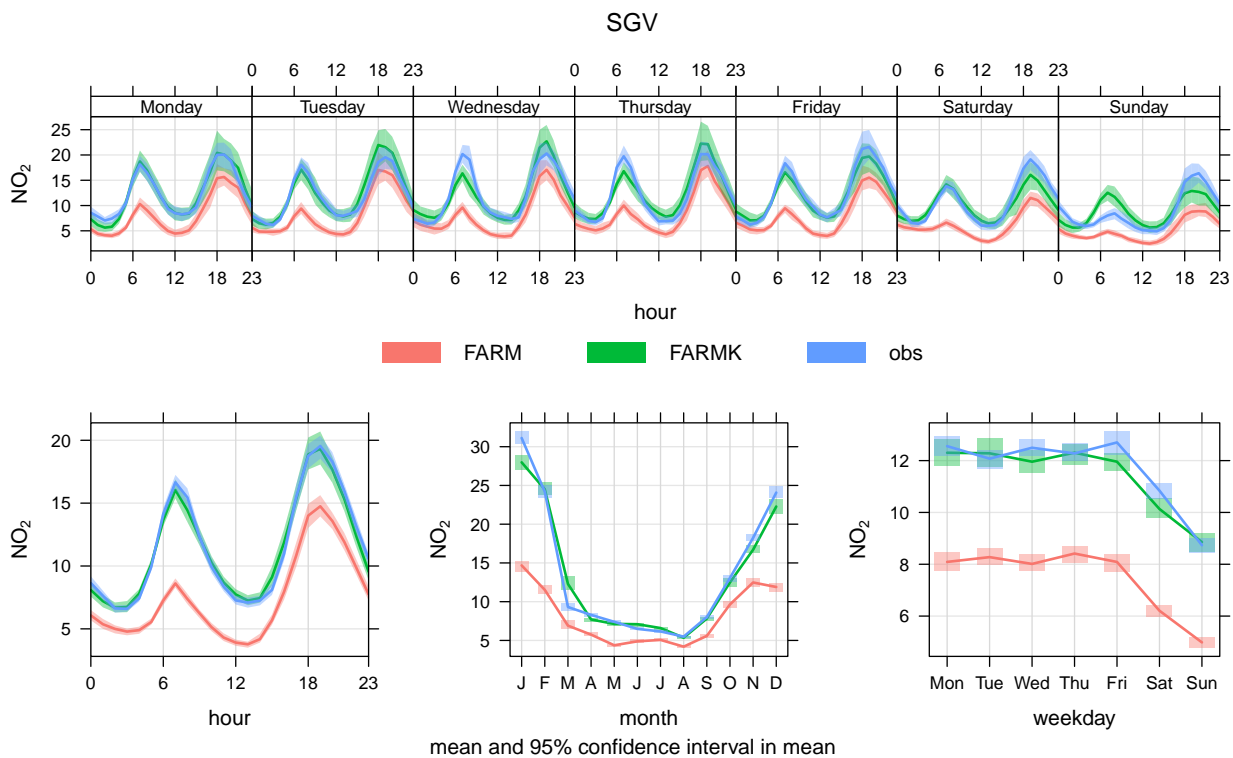 SGV
0 6 12 18 23 0 6 12 18 23 0 6 12 18 23
Monday Tuesday Wednesday Thursday Friday Saturday Sunday
NO₂
25
20
15
10
5
0 6 12 18 23 0 6 12 18 23 0 6 12 18 23 0 6 12 18 23
hour
FARM FARMK obs
NO₂
20
15
10
5
0 6 12 18 23
hour
NO₂
30
25
20
15
10
5
J F M A M J J A S O N D
month
NO₂
12
10
8
6
Mon Tue Wed Thu Fri Sat Sun
weekday
mean and 95% confidence interval in mean